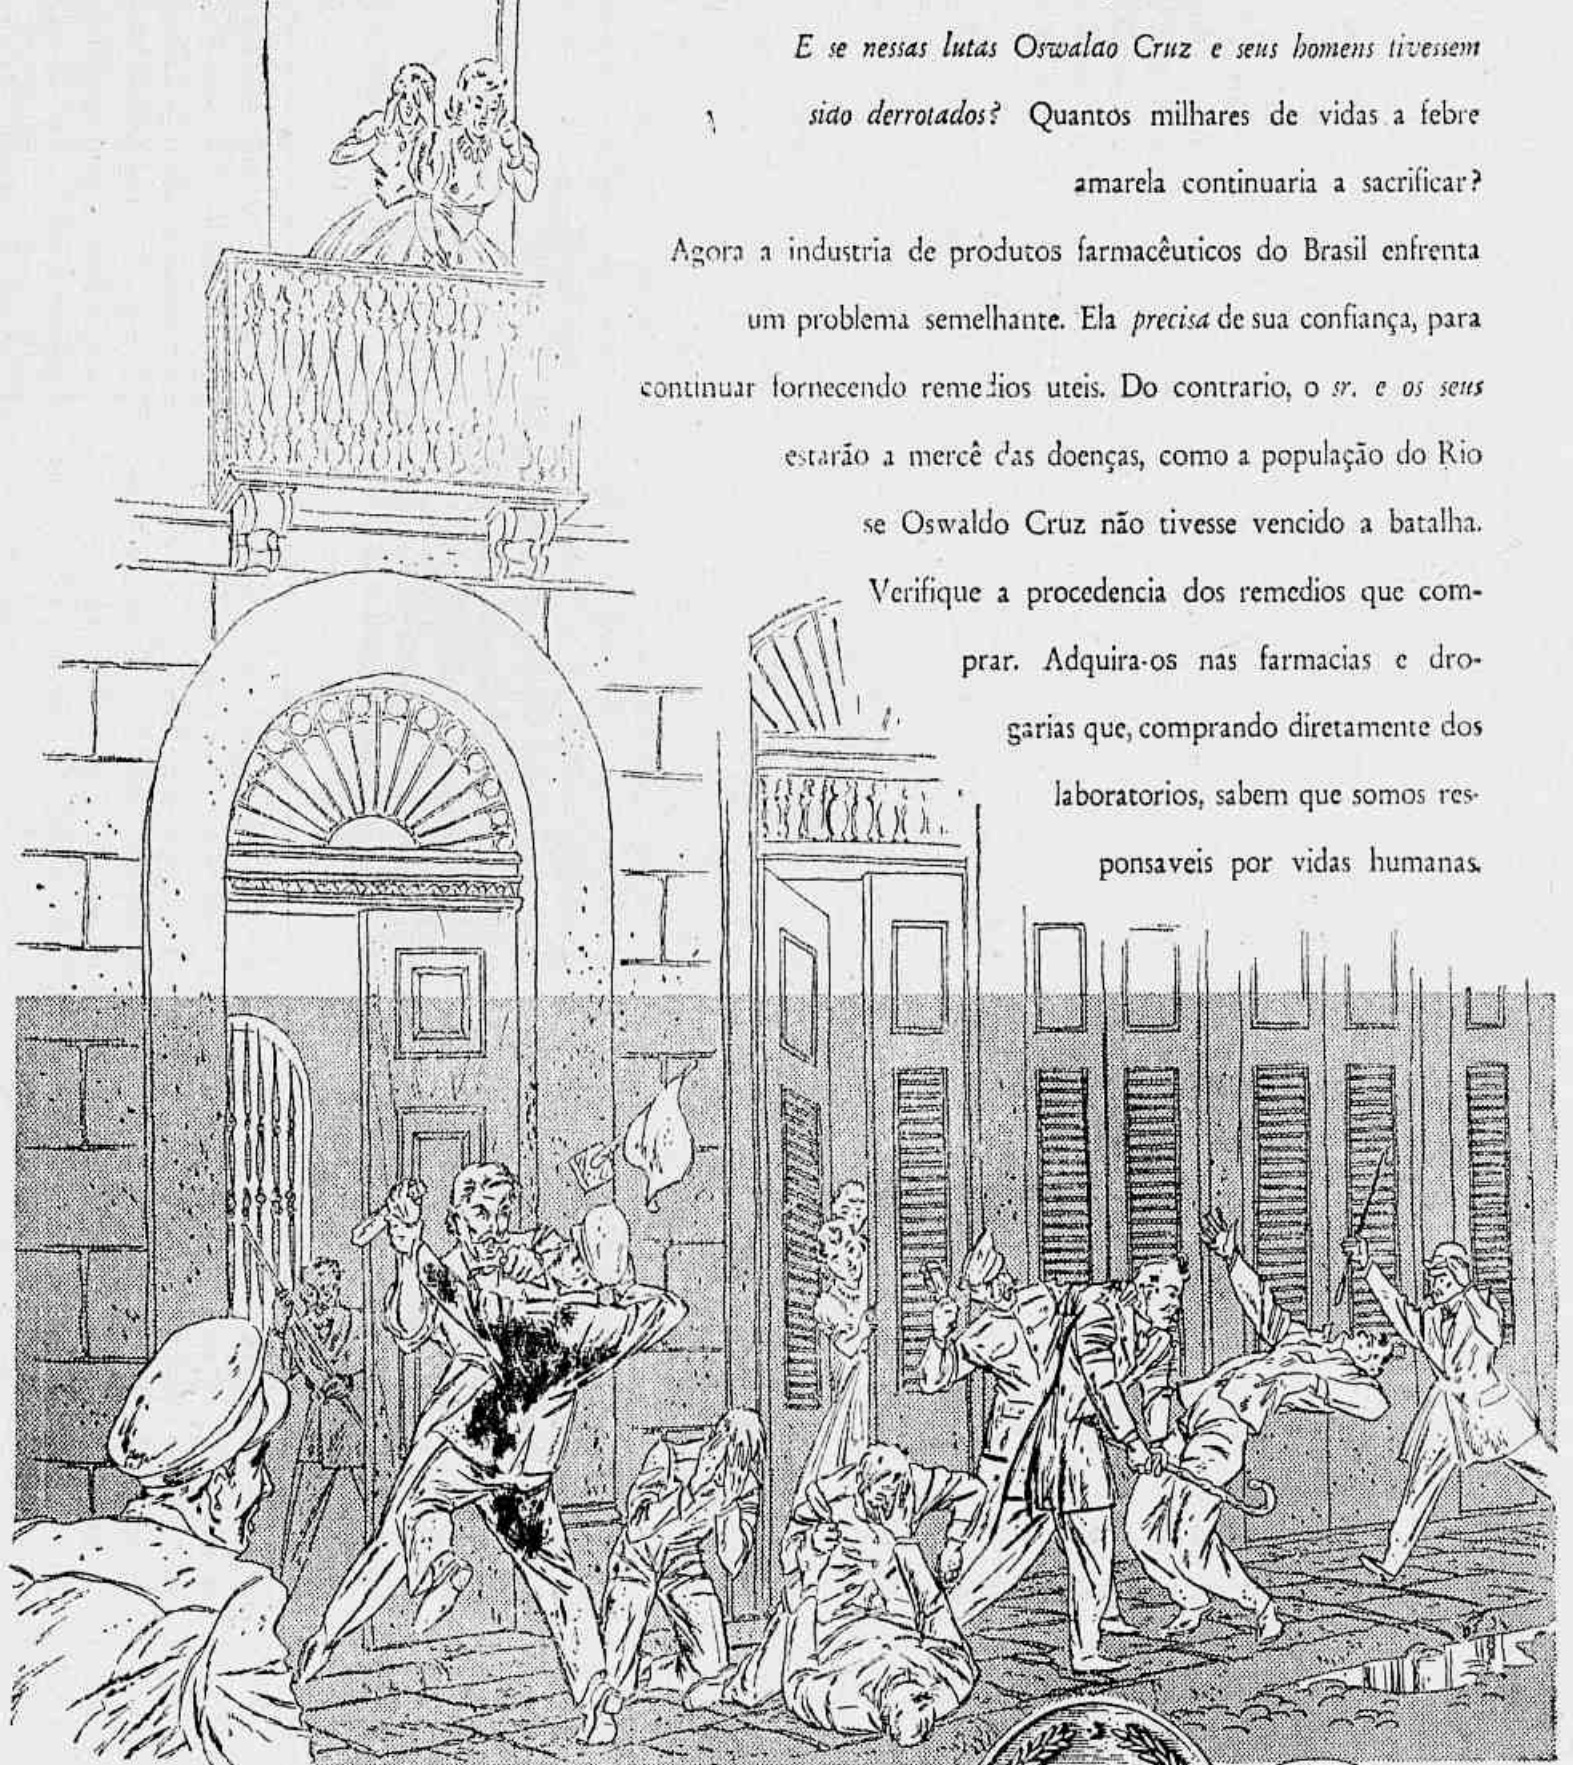 E se nessas lutas Oswaldo Cruz e seus homens tivessem
sido derrotados? Quantos milhares de vidas a febre
amarela continuaria a sacrificar?
Agora a industria de produtos farmacêuticos do Brasil enfrenta
um problema semelhante. Ela precisa de sua confiança, para
continuar fornecendo remedios uteis. Do contrario, o sr. e os seus
estarão a mercê das doenças, como a população do Rio
se Oswaldo Cruz não tivesse vencido a batalha.
Verifique a procedencia dos remedios que com-
prar. Adquira-os nas farmacias e dro-
garias que, comprando diretamente dos
laboratorios, sabem que somos res-
ponsaveis por vidas humanas.